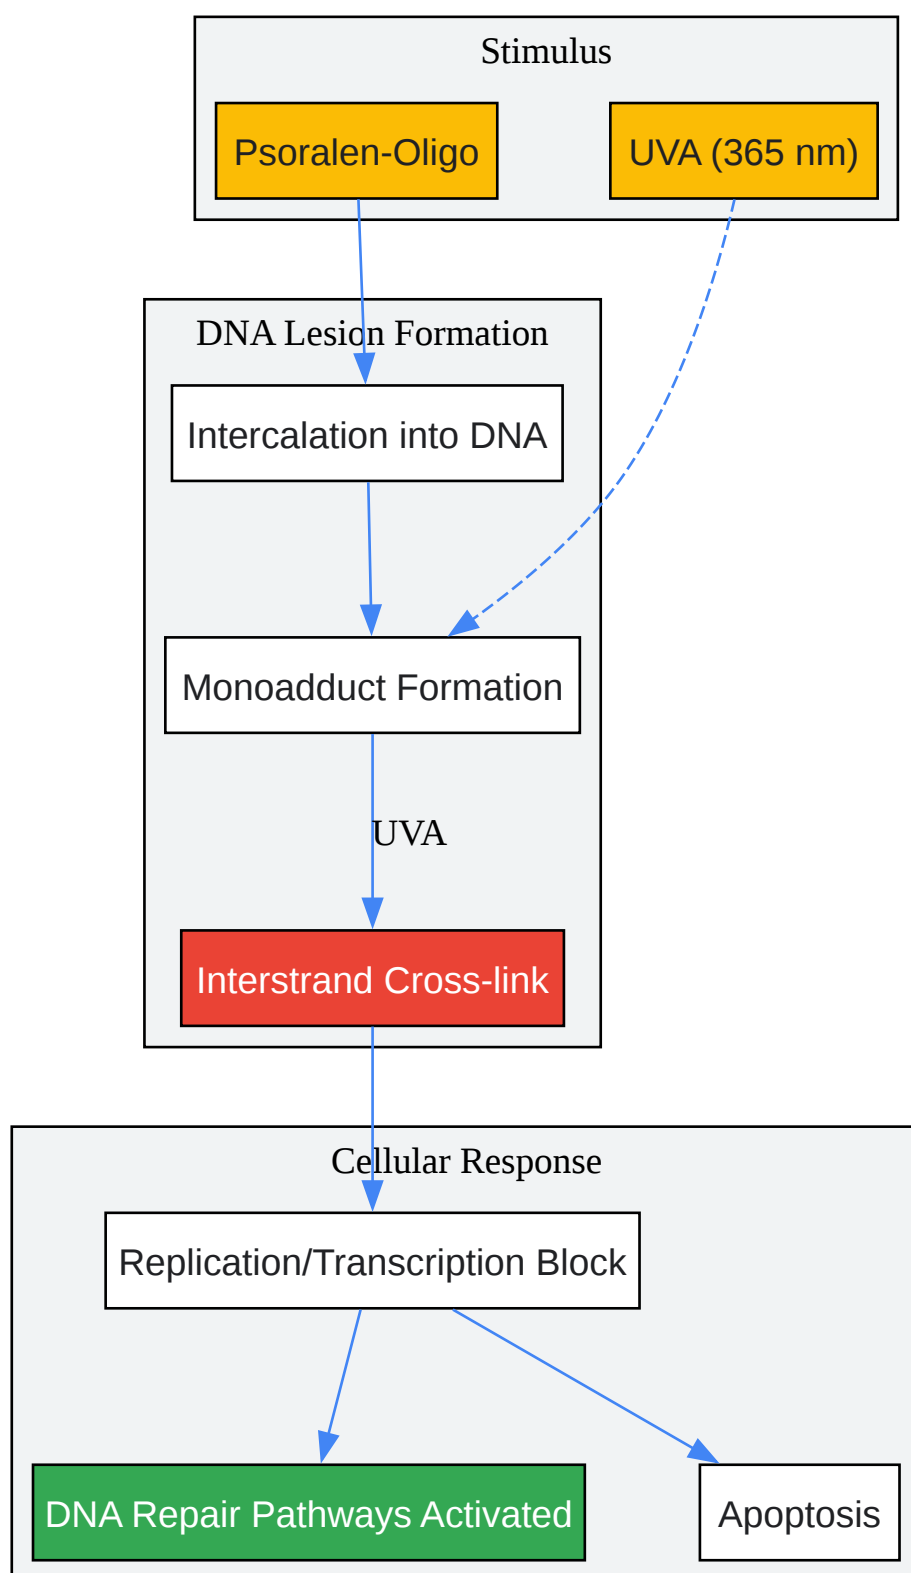 Stimulus
Psoralen-Oligo
UVA (365 nm)
DNA Lesion Formation
Intercalation into DNA
Monoadduct Formation
UVA
Interstrand Cross-link
Cellular Response
Replication/Transcription Block
DNA Repair Pathways Activated
Apoptosis